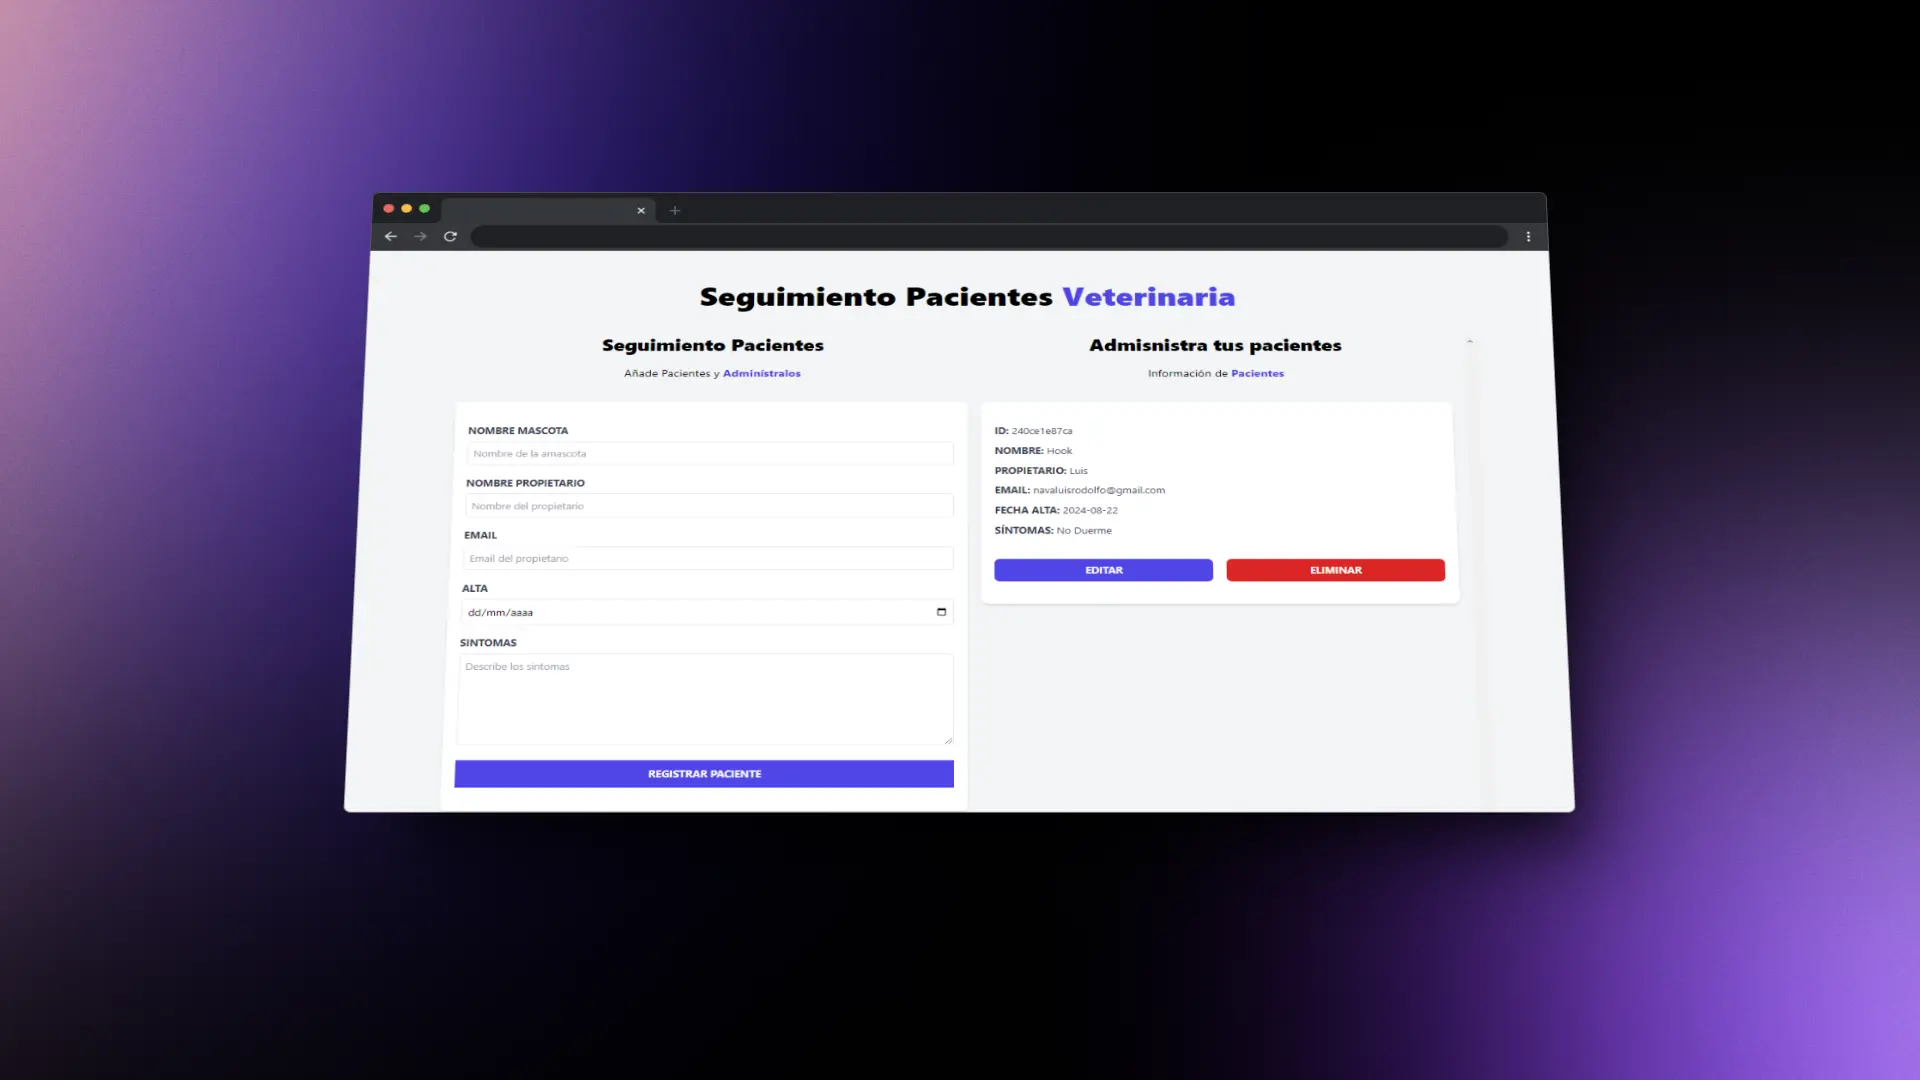 Seguimiento Pacientes Veterinaria
Seguimiento Pacientes
Añade Pacientes y Adminístralos
NOMBRE MASCOTA
Nombre de la amascota
NOMBRE PROPIETARIO
Nombre del propietario
EMAIL
Email del propietario
ALTA
dd/mm/aaaa
SINTOMAS
Describe los síntomas
REGISTRAR PACIENTE
Admisnistra tus pacientes
Información de Pacientes
ID: 240ce1e87ca
NOMBRE: Hook
PROPIETARIO: Luis
EMAIL: navaluisrodolfo@gmail.com
FECHA ALTA: 2024-08-22
SÍNTOMAS: No Duerme
EDITAR
ELIMINAR